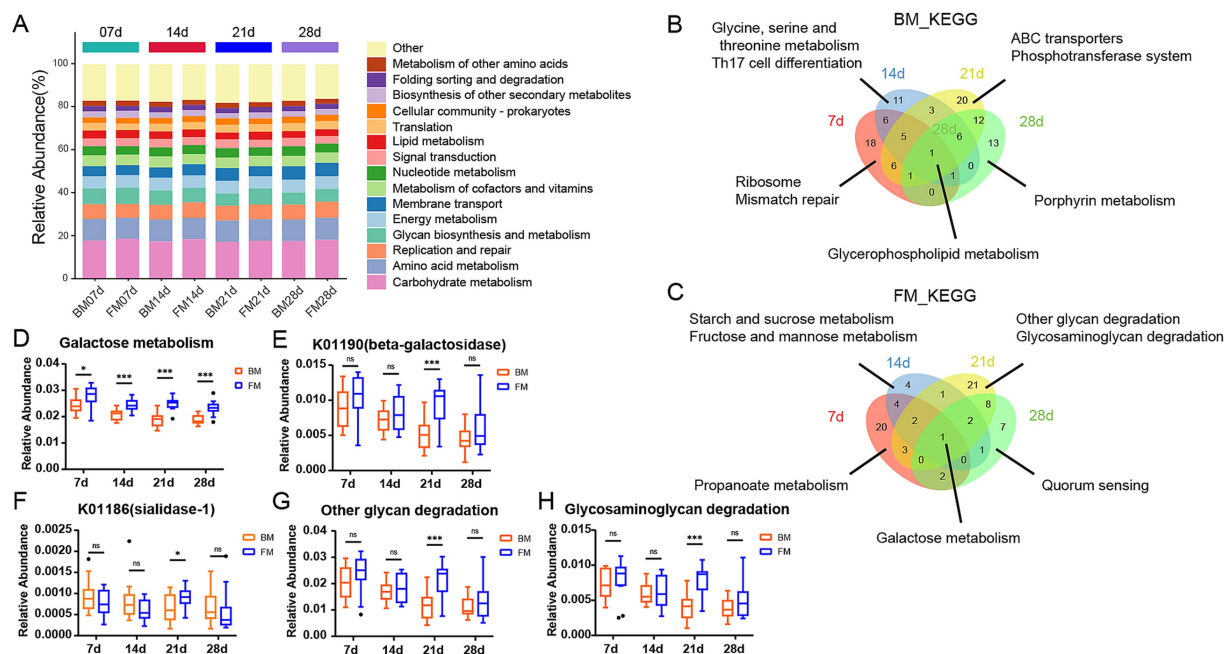 A
07d 14d 21d 28d
Relative Abundance(%)
100
80
60
40
20
0
BM07d FM07d BM14d FM14d BM21d FM21d BM28d FM28d
Other
Metabolism of other amino acids
Folding sorting and degradation
Biosynthesis of other secondary metabolites
Cellular community - prokaryotes
Translation
Lipid metabolism
Signal transduction
Nucleotide metabolism
Metabolism of cofactors and vitamins
Membrane transport
Energy metabolism
Glycan biosynthesis and metabolism
Replication and repair
Amino acid metabolism
Carbohydrate metabolism
B
BM_KEGG
Glycine, serine and
threonine metabolism
Th17 cell differentiation
ABC transporters
Phosphotransferase system
14d 21d
7d 28d
11 20
6 3 12
5 28d 6
18 13
1
6 1 1 0
0
Ribosome
Mismatch repair
Porphyrin metabolism
Glycerophospholipid metabolism
C
FM_KEGG
Starch and sucrose metabolism
Fructose and mannose metabolism
Other glycan degradation
Glycosaminoglycan degradation
14d 21d
7d 28d
4 21
4 1 8
2 2
20 1 7
3 0 0 1
2
Propanoate metabolism
Quorum sensing
Galactose metabolism
D
Galactose metabolism
Relative Abundance
0.04
0.03
0.02
0.01
0.00
* *** *** ***
BM
FM
7d 14d 21d 28d
E
K01190(beta-galactosidase)
Relative Abundance
0.015
0.010
0.005
0.000
ns ns *** ns
BM
FM
7d 14d 21d 28d
F
K01186(sialidase-1)
Relative Abundance
0.0025
0.0020
0.0015
0.0010
0.0005
0.0000
ns ns * ns
BM
FM
7d 14d 21d 28d
G
Other glycan degradation
Relative Abundance
0.04
0.03
0.02
0.01
0.00
ns ns *** ns
BM
FM
7d 14d 21d 28d
H
Glycosaminoglycan degradation
Relative Abundance
0.015
0.010
0.005
0.000
ns ns *** ns
BM
FM
7d 14d 21d 28d